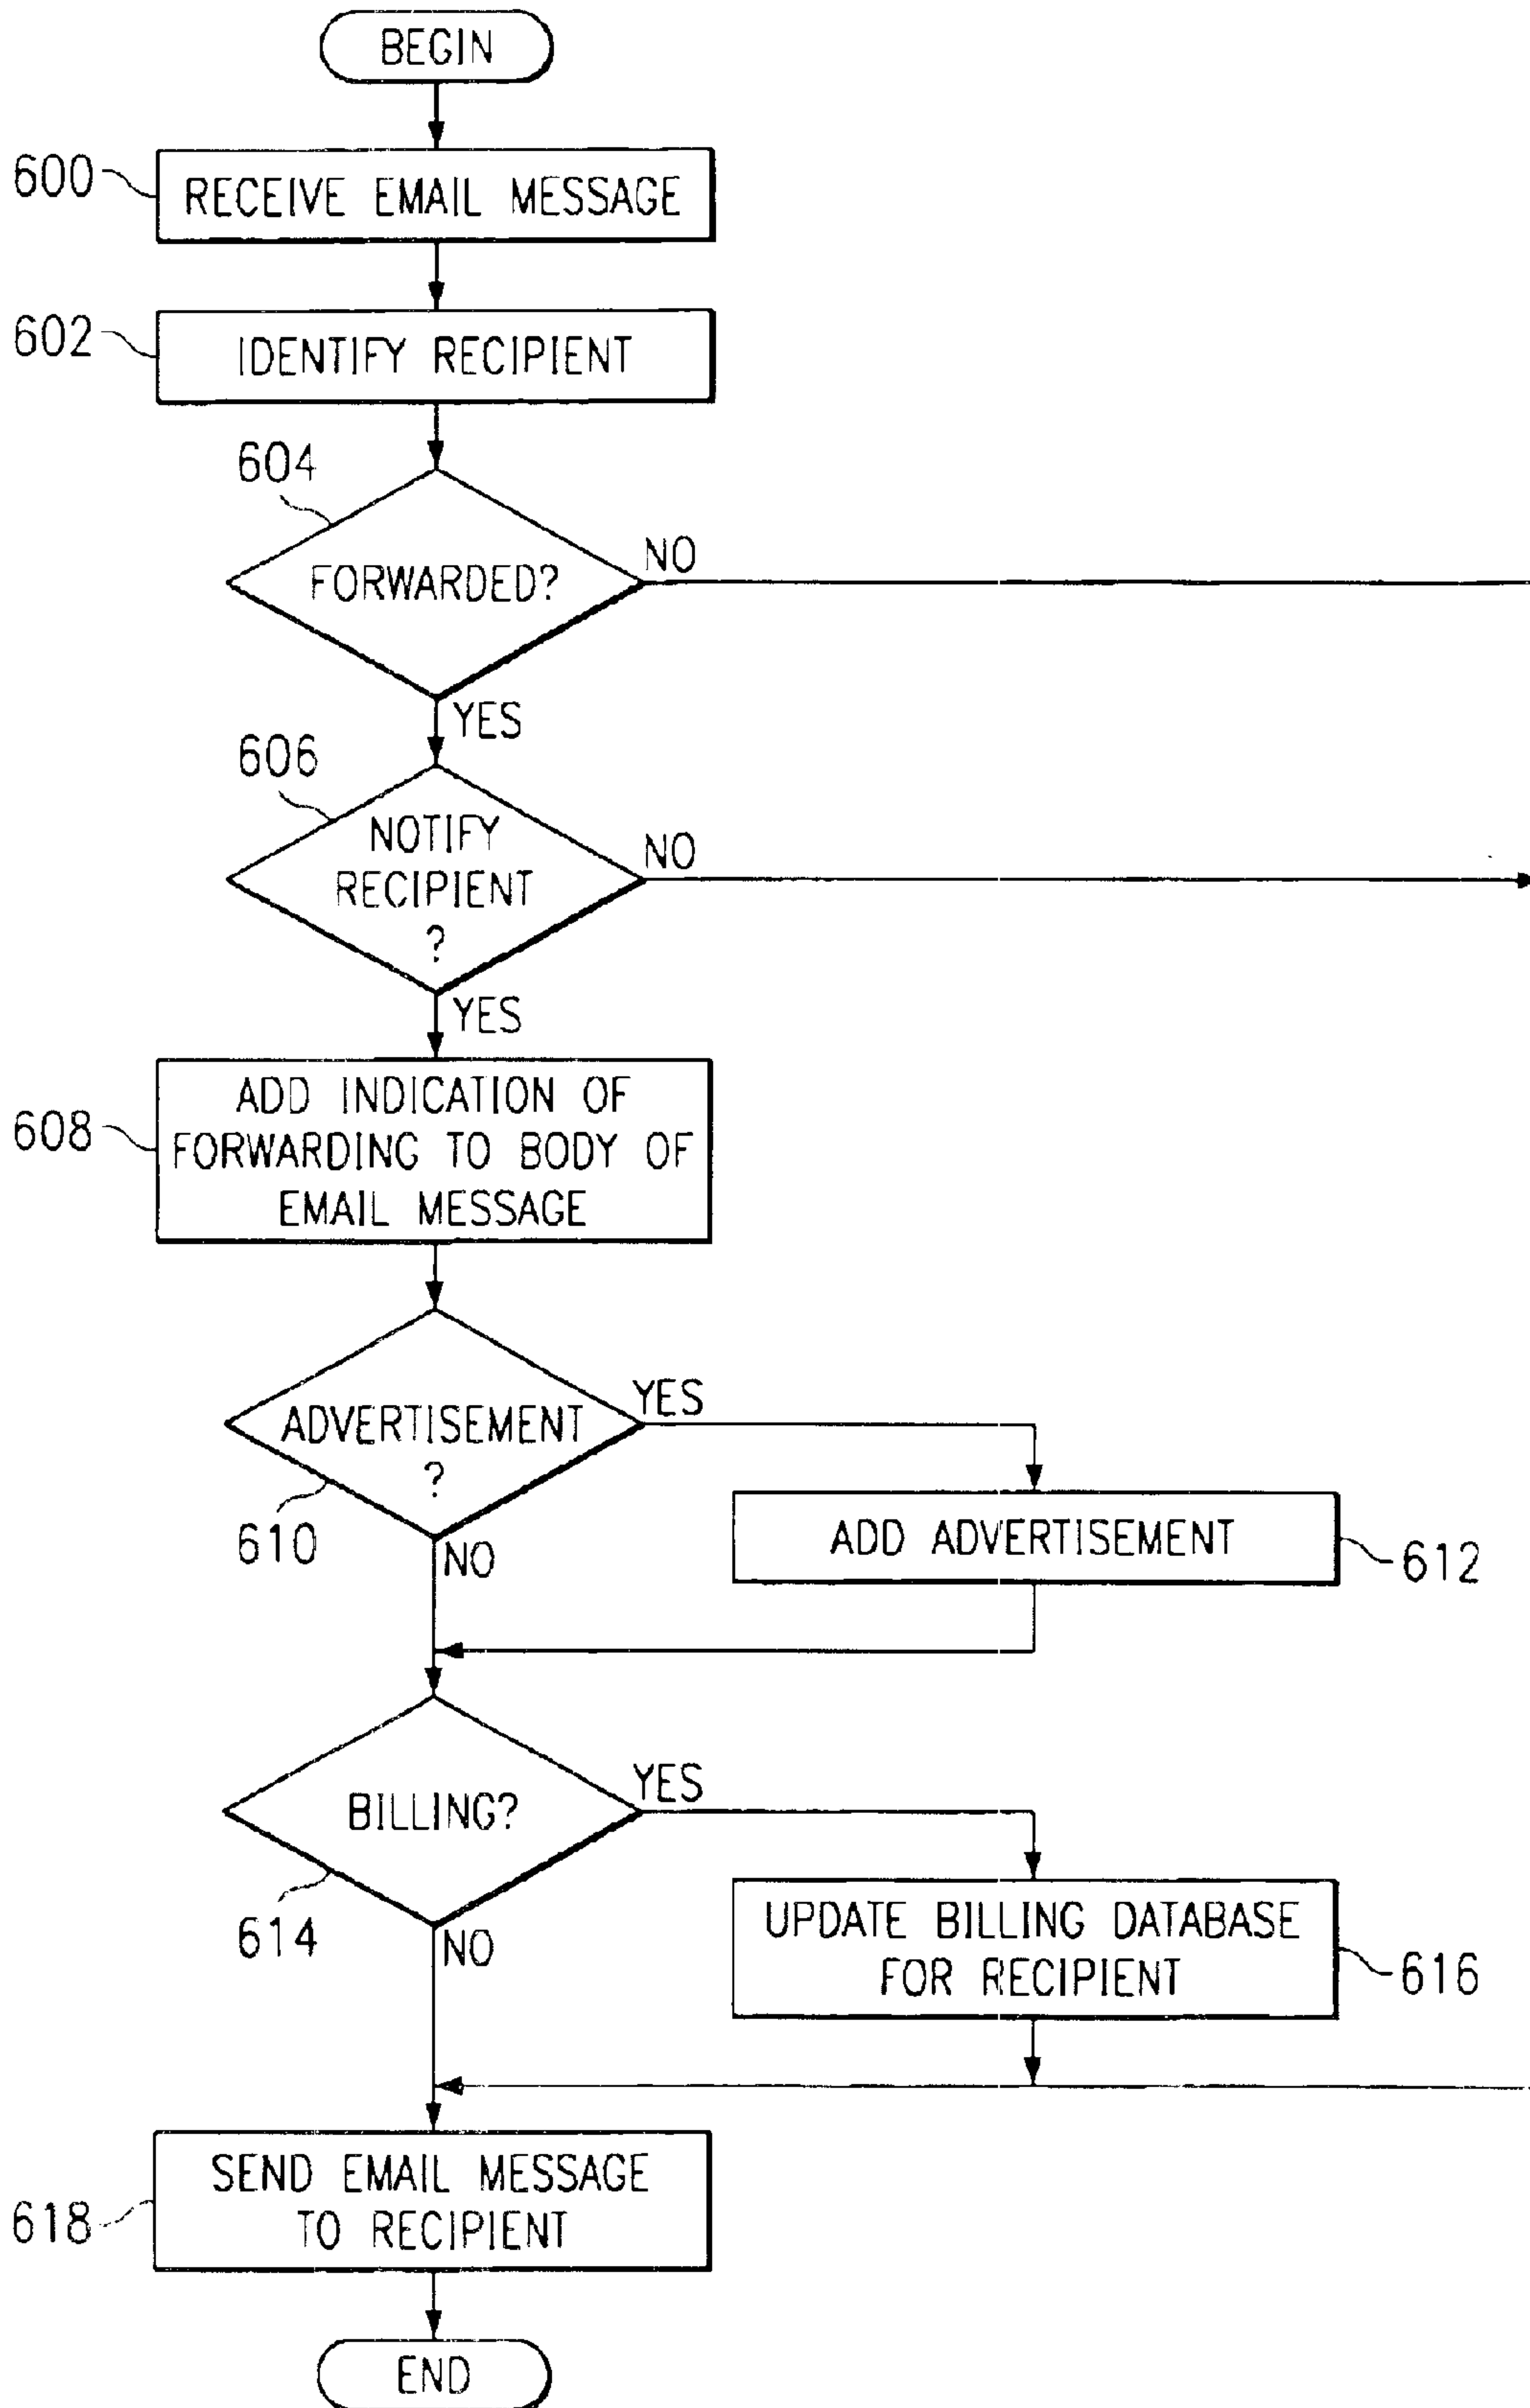 BEGIN
600
RECEIVE EMAIL MESSAGE
602
IDENTIFY RECIPIENT
604
FORWARDED?
NO
YES
606
NOTIFY
RECIPIENT
?
NO
YES
608
ADD INDICATION OF
FORWARDING TO BODY OF
EMAIL MESSAGE
ADVERTISEMENT
?
YES
610
NO
ADD ADVERTISEMENT
612
BILLING?
YES
614
NO
UPDATE BILLING DATABASE
FOR RECIPIENT
616
618
SEND EMAIL MESSAGE
TO RECIPIENT
END